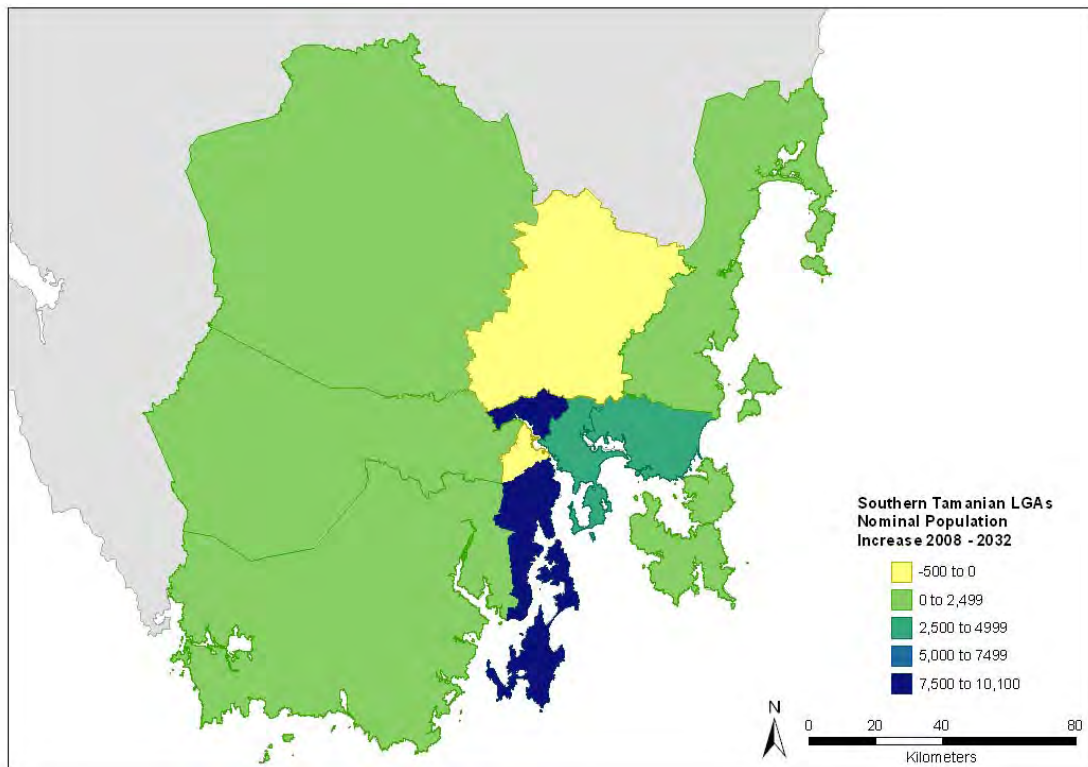 Southern Tamanian LGAs
Nominal Population
Increase 2008 - 2032
-500 to 0
0 to 2,499
2,500 to 4999
5,000 to 7499
7,500 to 10,100
N
0 20 40 80
Kilometers